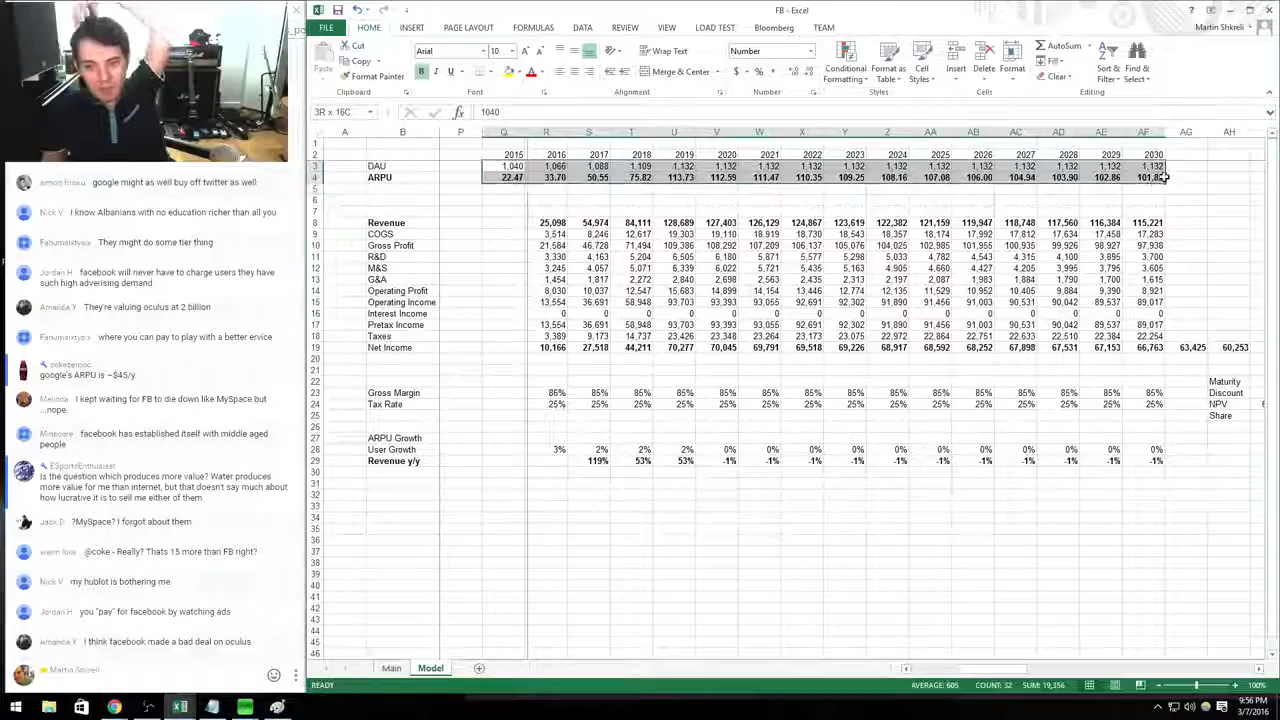 FB - Excel
FILE HOME INSERT PAGE LAYOUT FORMULAS DATA REVIEW VIEW LOAD TEST Bloomberg TEAM
Martin Shkreli
Paste Cut Copy Format Painter
Arial 10
Wrap Text
Merge & Center
Number
Conditional Formatting Format as Table Cell Styles
Insert Delete Format
AutoSum Fill Clear
Sort & Filter Find & Select
Clipboard Font Alignment Number Styles Cells Editing
3R x 16C 1040
A B P Q R S T U V W X Y Z AA AB AC AD AE AF AG AH
2015 2016 2017 2018 2019 2020 2021 2022 2023 2024 2025 2026 2027 2028 2029 2030
DAU 1,040 1,066 1,088 1,109 1,132 1,132 1,132 1,132 1,132 1,132 1,132 1,132 1,132 1,132 1,132 1,132
ARPU 22.47 33.70 50.55 75.82 113.73 112.59 111.47 110.35 109.25 108.16 107.08 106.00 104.94 103.90 102.86
Revenue 25,098 54,974 84,111 128,689 127,403 126,129 124,867 123,619 122,382 121,159 119,947 118,748 117,560 116,384 115,221
COGS 3,514 8,246 12,617 19,303 19,110 18,919 18,730 18,543 18,357 18,174 17,992 17,812 17,634 17,458 17,283
Gross Profit 21,584 46,728 71,494 109,386 108,292 107,209 106,137 105,076 104,025 102,985 101,955 100,935 99,926 98,927 97,938
R&D 3,330 4,163 5,204 6,505 6,180 5,871 5,577 5,298 5,033 4,782 4,543 4,315 4,100 3,895 3,700
M&S 3,245 4,057 5,071 6,339 6,022 5,721 5,435 5,163 4,905 4,660 4,427 4,205 3,995 3,795 3,605
G&A 1,454 1,817 2,272 2,840 2,698 2,563 2,435 2,313 2,197 2,087 1,983 1,884 1,790 1,700 1,615
Operating Profit 8,030 10,037 12,547 15,683 14,899 14,154 13,446 12,774 12,135 11,529 10,952 10,405 9,884 9,390 8,921
Operating Income 13,554 36,691 58,948 93,703 93,393 93,055 92,691 92,302 91,890 91,456 91,003 90,531 90,042 89,537 89,017
Interest Income 0 0 0 0 0 0 0 0 0 0 0 0 0 0 0
Pretax Income 13,554 36,691 58,948 93,703 93,393 93,055 92,691 92,302 91,890 91,456 91,003 90,531 90,042 89,537 89,017
Taxes 3,389 9,173 14,737 23,426 23,348 23,264 23,173 23,075 22,972 22,864 22,751 22,633 22,510 22,384 22,254
Net Income 10,166 27,518 44,211 70,277 70,045 69,791 69,518 69,226 68,917 68,592 68,252 67,898 67,531 67,153 66,763 63,425 60,253
Maturity
Gross Margin 86% 85% 85% 85% 85% 85% 85% 85% 85% 85% 85% 85% 85% 85% 85% Discount
Tax Rate 25% 25% 25% 25% 25% 25% 25% 25% 25% 25% 25% 25% 25% 25% 25% NPV
Share
ARPU Growth
User Growth 3% 2% 2% 2% 0% 0% 0% 0% 0% 0% 0% 0% 0% 0% 0%
Revenue y/y 119% 53% 53% -1% -1% -1% -1% -1% -1% -1% -1% -1% -1% -1%
Main Model
READY AVERAGE: 605 COUNT: 32 SUM: 19,356 100%
google might as well buy off twitter as well
Nick V I know Albanians with no education richer than all you
They might do some tier thing
Jordan H facebook will never have to charge users they have
such high adverising demand
Amanda Y They're valuing oculus at 2 billion
where you can pay to play with a better ervice
google's ARPU is ~$45/y
Melinda I kept waiting for FB to die down like MySpace but
...nope.
facebook has established itself with middle aged
people
ESportsEnthusiast
Is the question which produces more value? Water produces
more value for me than internet, but that doesn't say much about
how lucrative it is to sell me either of them
Jack D ?MySpace? I forgot about them
@coke - Really? Thats 15 more than FB right?
Nick V my hublot is bothering me
Jordan H you "pay" for facebook by watching ads
Amanda Y I think facebook made a bad deal on oculus
Martin Shkreli
9:56 PM
3/7/2016